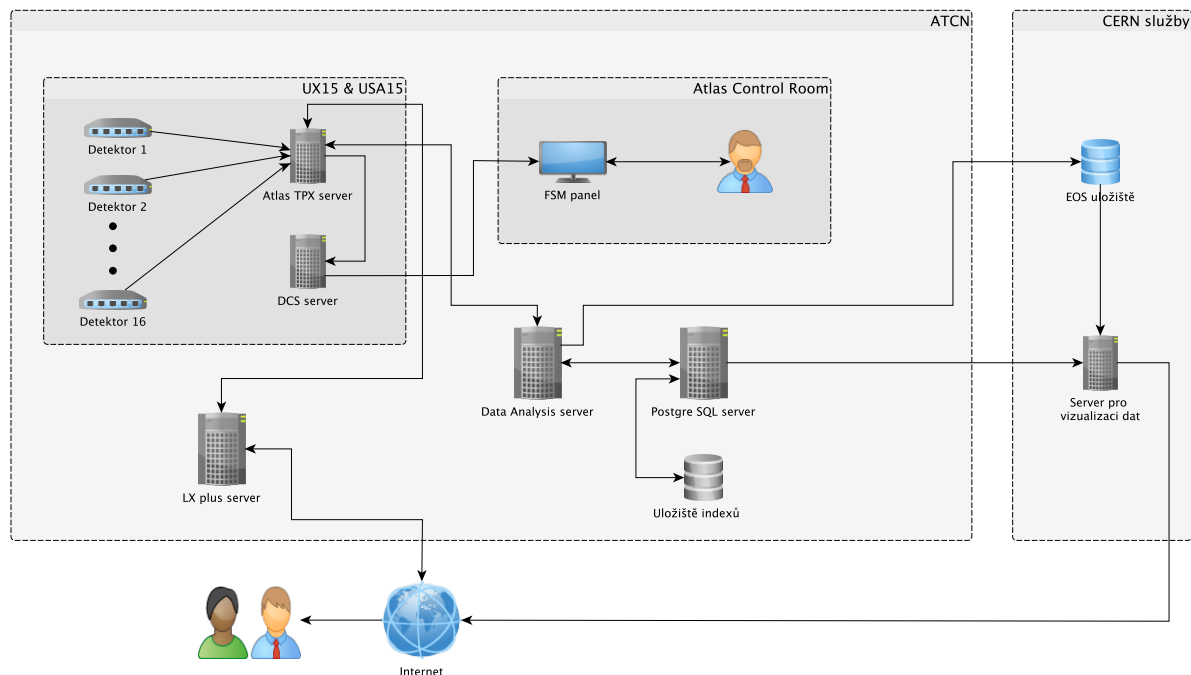 ATCN
CERN služby
UX15 & USA15
Atlas Control Room
Detektor 1
Atlas TPX server
FSM panel
EOS uložiště
Detektor 2
DCS server
Detektor 16
Data Analysis server
Postgre SQL server
Server pro
vizualizaci dat
LX plus server
Uložiště indexů
Internet